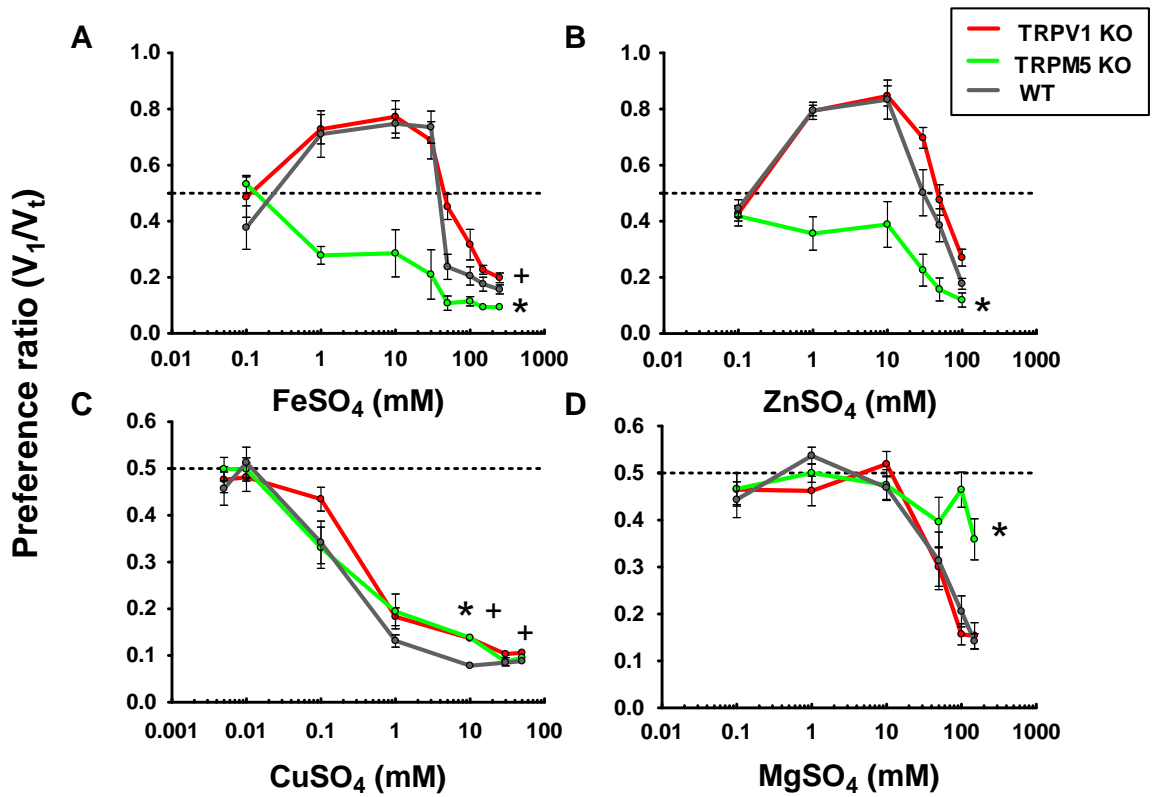 TRPV1 KO
TRPM5 KO
WT
Preference ratio (V₁/Vₜ)
A
1.0
0.8
0.6
0.4
0.2
0.0
0.01 0.1 1 10 100 1000
FeSO₄ (mM)
+
*
B
1.0
0.8
0.6
0.4
0.2
0.0
0.01 0.1 1 10 100 1000
ZnSO₄ (mM)
*
C
0.6
0.5
0.4
0.3
0.2
0.1
0.0
0.001 0.01 0.1 1 10 100
CuSO₄ (mM)
* +
+
D
0.6
0.5
0.4
0.3
0.2
0.1
0.0
0.01 0.1 1 10 100 1000
MgSO₄ (mM)
*